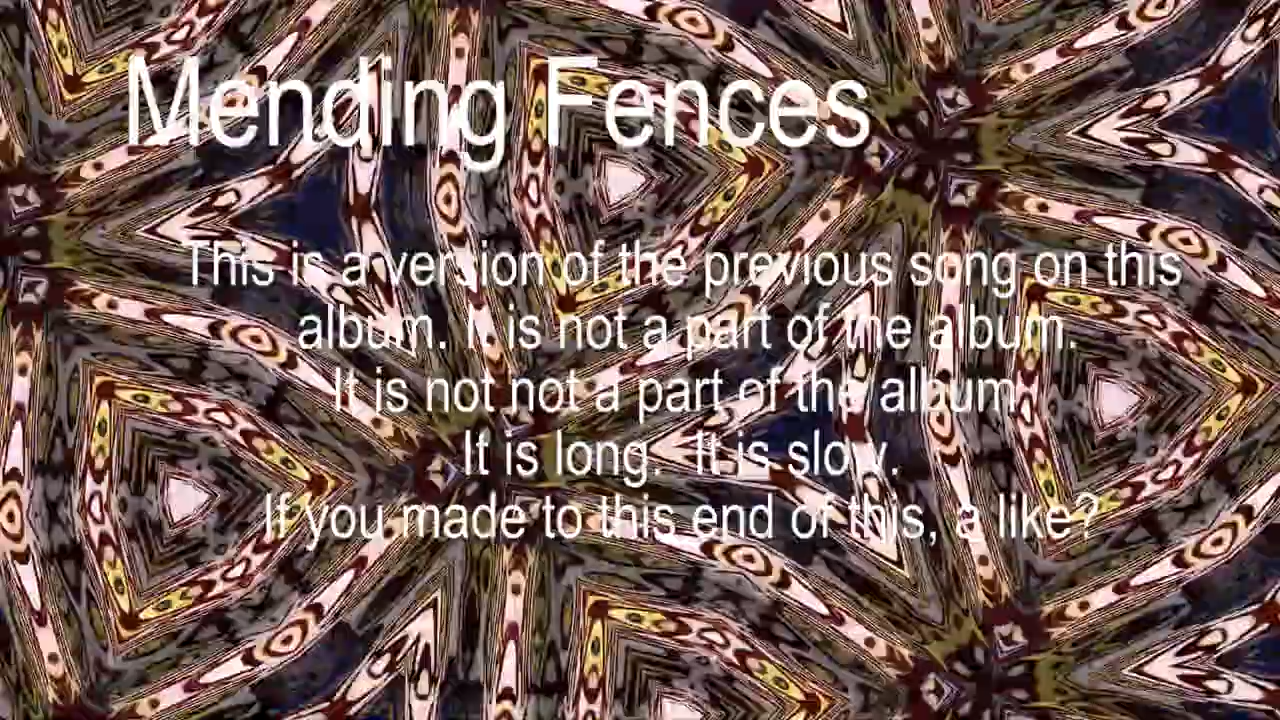 Mending Fences
This is a version of the previous song on this
album. It is not a part of the album.
It is not not a part of the album
It is long. It is slow.
If you made to this end of this, a like?